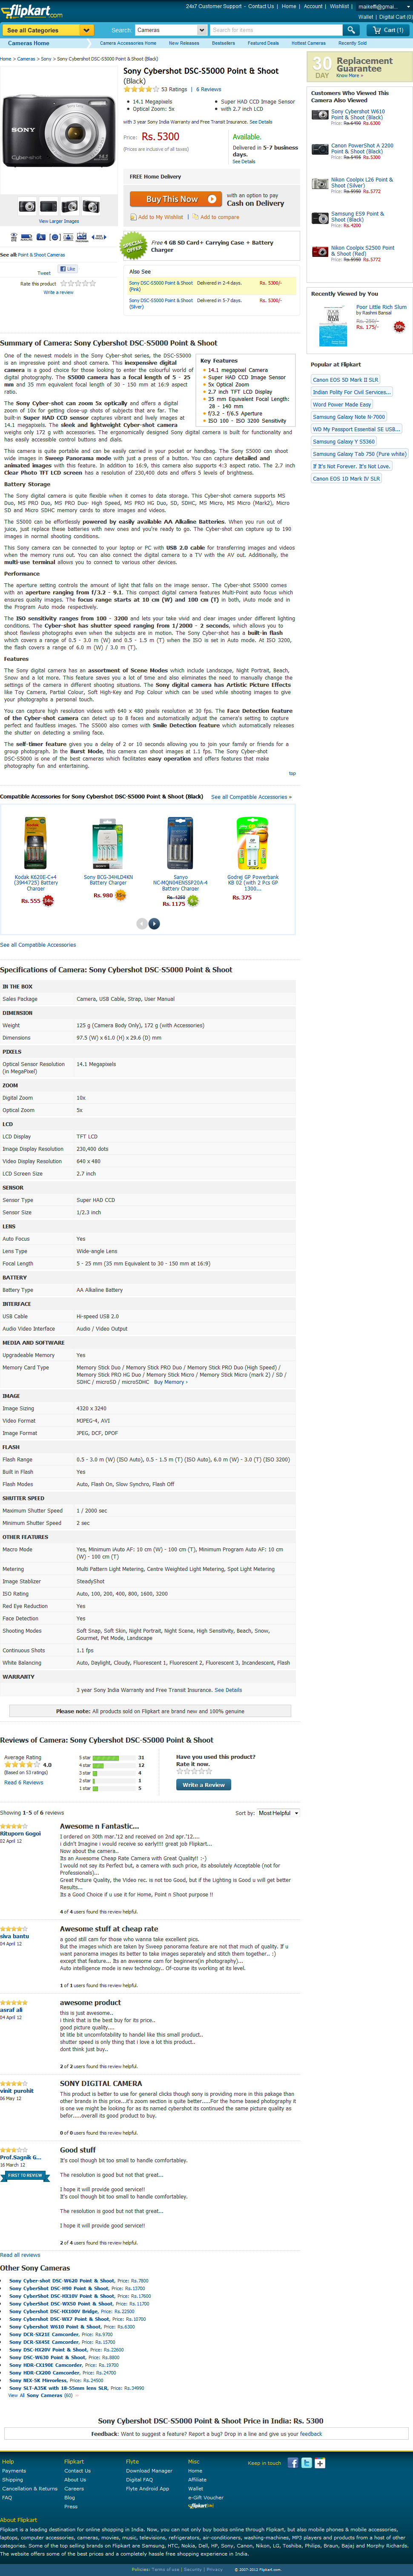 flipkart.com
24x7 Customer Support - Contact Us | Home | Account | Wishlist |
Wallet | Digital Cart (0)
See all Categories
Search
Cameras
Search for items
Cart (1)
Cameras Home
Camera Accessories Home
New Releases
Bestsellers
Featured Deals
Hottest Cameras
Recently Sold
Home > Cameras > Sony > Sony Cybershot DSC-S5000 Point & Shoot (Black)
Sony Cybershot DSC-S5000 Point & Shoot
(Black)
53 Ratings | 6 Reviews
14.1 Megapixels
Optical Zoom: 5x
Super HAD CCD Image Sensor
with 2.7 inch LCD
with 3 year Sony India Warranty and Free Transit Insurance. See Details
Price: Rs. 5300
(Prices are inclusive of all taxes)
Available.
Delivered in 5-7 business
days.
See Details
FREE Home Delivery
Buy This Now
with an option to pay
Cash on Delivery
Add to My Wishlist | Add to compare
View Larger Images
See all: Point & Shoot Cameras
Tweet
Like
Rate this product
Write a review
SPECIAL
OFFER
Free 4 GB SD Card+ Carrying Case + Battery
Charger
Also See
Sony DSC-S5000 Point & Shoot
(Pink)
Delivered in 2-4 days.
Rs. 5300/-
Sony DSC-S5000 Point & Shoot
(Silver)
Delivered in 5-7 days.
Rs. 5300/-
30
DAY
Replacement
Guarantee
Know More »
Customers Who Viewed This
Camera Also Viewed
Sony Cybershot W610
Point & Shoot (Black)
Rs.6300
Canon PowerShot A 2200
Point & Shoot (Black)
Rs.5300
Nikon Coolpix L26 Point &
Shoot (Silver)
Rs.5772
Samsung ES9 Point &
Shoot (Black)
Price: Rs. 4200
Nikon Coolpix S2500 Point
& Shoot (Red)
Rs.5772
Recently Viewed by You
Poor Little Rich Slum
by Rashmi Bansal
Rs. 250/-
Rs. 175/-
30%
Popular at Flipkart
Canon EOS 5D Mark II SLR
Indian Polity For Civil Services...
Word Power Made Easy
Samsung Galaxy Note N-7000
WD My Passport Essential SE USB...
Samsung Galaxy Y S5360
Samsung Galaxy Tab 750 (Pure white)
If It's Not Forever. It's Not Love.
Canon EOS 1D Mark IV SLR
Summary of Camera: Sony Cybershot DSC-S5000 Point & Shoot
One of the newest models in the Sony Cyber-shot series, the DSC-S5000
is an impressive point and shoot camera. This inexpensive digital
camera is a good choice for those looking to enter the wonderful world of
digital photography. The S5000 camera has a focal length of 5 - 25
mm and 35 mm equivalent length of 28 - 150 mm at wide3:1 aspect
ratio.
The Sony Cyber-shot can zoom 5x optically and offers a digital
zoom of 10x for getting close-ups of shots captured from afar. The
built-in Super HAD CCD sensor captures images and movies in
14.1 megapixels. The sleek and lightweight Cyber-shot camera
weighs only 172 g with accessories. The ergonomically designed Sony digital camera is built for functionality and
has easily accessible control buttons on dials.
Key Features
14.1 megapixel Camera
Super HAD CCD Image Sensor
5x Optical Zoom
2.7 inch TFT LCD Display
35 mm Equivalent Focal Length:
28 - 140 mm
f/3.2 - f/6.5 Aperture
ISO 100 - ISO 3200 Sensitivity
This camera is quite portable and can be easily carried in a pocket or handbag. The Sony S5000 can shoot
wide images in Sweep Panorama mode with just the touch of a button. You can capture detailed and
animated images with this feature. In addition to 16:9, this camera supports 4:3 aspect ratio. The 2.7 inch
Clear Photo TFT LCD screen has a standard display resolution of 230,400 dots.
Battery Storage
The Sony digital camera is quite flexible when it comes to data storage. This Cyber-shot camera supports MS
Duo, MS PRO Duo, MS PRO Duo- High Speed, MS PRO HG Duo, SD, SDHC, MS Micro, MS Micro (Mark2), Micro
SD and Micro SDHC memory cards to store videos and images.
The S5000 can be effortlessly powered by easily available AA Alkaline Batteries. When you run out of
juice, just replace these batteries with new ones and you're ready to go. The Cyber-shot can take up to 190
images in normal shooting conditions.
This Sony camera can be connected to your laptop or PC with USB 2.0 cable for transferring images and video
recorded content. You can also connect the digital camera to a TV with the AV out. Additionally, the
multi-use terminal allows you to connect to various other devices.
Performance
The aperture setting controls the amount of light that falls on the image sensor. The Cyber-shot S5000 comes
with an aperture ranging from f/3.2 - 9.1. This compact digital camera features Multi-Point auto focus which
gives quality images. The focus range starts at 10 cm (W) and 100 cm (T) in both, iAuto mode and in
the Program Auto mode respectively.
The ISO sensitivity ranges from 100 - 3200 and lets you take vivid and clear images under different lighting
conditions. Cyber-shot has shutter speed ranging from 1/2000 - 2 seconds, which allows you to shoot
flawless photographs even when the subjects are in motion. The Sony Cyber-shot has a built-in flash
which covers a range of 0.5 - 3.0 m (W) / 0.5 - 1.5 m (T) when the ISO is set in Auto mode. At ISO 3200,
the flash covers a range of 6.0 m (W) / 3.0 m (T).
Features
The Sony digital camera has an assortment of Scene Modes which include Landscape, Night Portrait, Beach,
Snow and a lot more. This feature saves you a lot of time and also eliminates the need to manually change the
settings in different shooting situations. The Sony digital camera has Artistic Picture Effects
like Toy Camera, Partial Colour, Soft High-key and Pop Colour which can be used while shooting images to give
your photographs a personal touch.
You can capture high resolution videos with 640 x 480 resolution at 30 fps. The Face Detection feature
of the Cyber-shot camera can detect up to 8 faces and is smart enough to automatically focus on them to
give you pictures with attractive skin tones. The S5000 also comes with Smile Detection feature which automatically releases
the shutter on detecting a smiling face.
The self-timer feature gives you a delay of 2 or 10 seconds allowing you to join your family or friends for a
group photograph. In the Burst Mode, this camera can shoot images at 1.1 fps. The Sony Cyber-shot
DSC-S5000 is one of the best cameras which facilitates easy operation and offers features that make
photography fun and entertaining.
top
Compatible Accessories for Sony Cybershot DSC-S5000 Point & Shoot (Black)
See all Compatible Accessories »
Kodak K620E-C+4
(3944725) Battery
Charger
Rs. 555
Sony BCG-34HLD4KN
Battery Charger
Rs. 980
Sanyo
NC-MQN04ENSSP20A-4
Battery Charger
Rs. 1175
Godrej GP Powerbank
KB 02 (with 2 Pcs GP
1300...
Rs. 375
See all Compatible Accessories
Specifications of Camera: Sony Cybershot DSC-S5000 Point & Shoot
IN THE BOX
Sales Package Camera, USB Cable, Strap, User Manual
DIMENSION
Weight 125 g (Camera Body Only), 172 g (with Accessories)
Dimensions 97.5 (W) x 61.0 (H) x 29.6 (D) mm
PIXELS
Optical Sensor Resolution
(in MegaPixel) 14.1 Megapixels
ZOOM
Digital Zoom 10x
Optical Zoom 5x
LCD
LCD Display TFT LCD
Image Display Resolution 230,400 dots
Video Display Resolution 640 x 480
LCD Screen Size 2.7 inch
SENSOR
Sensor Type Super HAD CCD
Sensor Size 1/2.3 inch
LENS
Auto Focus Yes
Lens Type Wide-angle Lens
Focal Length 5 - 25 mm (35 mm Equivalent to 30 - 150 mm at 16:9)
BATTERY
Battery Type AA Alkaline Battery
INTERFACE
USB Cable Hi-speed USB 2.0
Audio Video Interface Audio / Video Output
MEDIA AND SOFTWARE
Upgradeable Memory Yes
Memory Card Type Memory Stick Duo / Memory Stick PRO Duo / Memory Stick PRO Duo (High Speed) /
Memory Stick PRO HG Duo / Memory Stick Micro / Memory Stick Micro (mark 2) / SD /
SDHC / microSD / microSDHC Buy Memory ›
IMAGE
Image Sizing 4320 x 3240
Video Format MJPEG-4, AVI
Image Format JPEG, DCF, DPOF
FLASH
Flash Range 0.5 - 3.0 m (W) (ISO Auto), 0.5 - 1.5 m (T) (ISO Auto), 6.0 m (W) - 3.0 (T) (ISO 3200)
Built in Flash Yes
Flash Modes Auto, Flash On, Slow Synchro, Flash Off
SHUTTER SPEED
Maximum Shutter Speed 1 / 2000 sec
Minimum Shutter Speed 2 sec
OTHER FEATURES
Macro Mode Yes, Minimum iAuto AF: 10 cm (W) - 100 cm (T), Minimum Program Auto AF: 10 cm
(W) - 100 cm (T)
Metering Multi Pattern Light Metering, Centre Weighted Light Metering, Spot Light Metering
Image Stablizer SteadyShot
ISO Rating Auto, 100, 200, 400, 800, 1600, 3200
Red Eye Reduction Yes
Face Detection Yes
Shooting Modes Soft Snap, Soft Skin, Night Portrait, Night Scene, High Sensitivity, Beach, Snow,
Gourmet, Pet Mode, Landscape
Continuous Shots 1.1 fps
White Balancing Auto, Daylight, Cloudy, Fluorescent 1, Fluorescent 2, Fluorescent 3, Incandescent, Flash
WARRANTY
3 year Sony India Warranty and Free Transit Insurance. See Details
Please note: All products sold on Flipkart are brand new and 100% genuine
Reviews of Camera: Sony Cybershot DSC-S5000 Point & Shoot
Average Rating
4.0
(Based on 53 ratings)
Read 6 Reviews
5 star 31
4 star 12
3 star 4
2 star 1
1 star 5
Have you used this product?
Rate it now.
Write a Review
Showing 1-5 of 6 reviews
Sort by: Most Helpful
Rituporn Gogoi
02 April 12
Awesome n Fantastic...
I ordered on 30th mar.'12 and received on 2nd apr.'12....
i didn't Imagine i would receive so early!!! great job Flipkart...
Now about the camera..
Its an Awesome Cheap Rate Camera with Great Quality!! :-)
I would not say its Perfect but, a camera with such price, its absolutely Acceptable (not for
Professionals)...
Great Picture Quality, the Video rec. is not too Good, but if the Lighting is Good u will get better
Results...
Its a Good Choice if u use it for Home, Point n Shoot purpose !!
4 of 4 users found this review helpful.
siva bantu
04 April 12
Awesome stuff at cheap rate
a good still cam for those who wanna take excellent pics.
But the images which are taken by Sweep panorama feature are not that much of quality. If u
want panorama images its better to take images separately and stitch them together.. :)
except that feature... Its an awesome cam for beginners(in photography)...
Auto intelligence mode is new technology.. Of course its working at its level.
1 of 1 users found this review helpful.
asraf ali
04 April 12
awesome product
this is just awesome..
i think that is the best buy for its price..
good picture quality....
bit litle bit uncomfotablity to handel this small product..
shutter speed is only thing that i love a lot this product..
dont think just buy..
2 of 2 users found this review helpful.
vinit purohit
06 May 12
SONY DIGITAL CAMERA
This product is better to use for general clicks though sony is providing more in this package than
other brands in this price...it's zoom section is quite better.....For the home based photography
is one we might be looking for as cybershot its continued its same picture quality
befor.....overall its good product to buy.
0 of 0 users found this review helpful.
Prof.Sagnik G...
16 March 12
FIRST TO REVIEW
Good stuff
It's cool though bit too small to handle comfortabley.
The resolution is good but not that great...
I hope it will provide good service!!
It's cool though bit too small to handle comfortabley.
The resolution is good but not that great...
I hope it will provide good service!!
2 of 4 users found this review helpful.
Read all reviews
Other Sony Cameras
Sony Cyber-shot DSC-W620 Point & Shoot, Price: Rs.7800
Sony CyberShot DSC-H90 Point & Shoot, Price: Rs.13700
Sony CyberShot DSC-HX10V Point & Shoot, Price: Rs.17600
Sony CyberShot DSC-WX50 Point & Shoot, Price: Rs.11700
Sony Cybershot DSC-HX100V Bridge, Price: Rs.22500
Sony Cybershot DSC-WX7 Point & Shoot, Price: Rs.10700
Sony Cybershot W610 Point & Shoot, Price: Rs.6300
Sony DCR-SX21E Camcorder, Price: Rs.9700
Sony DCR-SX45E Camcorder, Price: Rs.15700
Sony DSC-HX20V Point & Shoot, Price: Rs.22600
Sony DSC-W630 Point & Shoot, Price: Rs.8800
Sony HDR-CX190E Camcorder, Price: Rs.19700
Sony HDR-CX200 Camcorder, Price: Rs.24700
Sony NEX-5K Mirrorless, Price: Rs.24500
Sony SLT-A35K with 18-55mm lens SLR, Price: Rs.34990
View All Sony Cameras (60)
Sony Cybershot DSC-S5000 Point & Shoot Price in India: Rs. 5300
Feedback: Want to suggest a feature? Report a bug? Drop in a line and give us your feedback
Help
Payments
Shipping
Cancellation & Returns
FAQ
Flipkart
Contact Us
About Us
Careers
Blog
Press
Flyte
Download Manager
Digital FAQ
Flyte Android App
Misc
Home
Affiliate
Wallet
e-Gift Voucher
Keep in touch
About Flipkart
Flipkart is a leading destination for online shopping in India. Now, you can not only buy books online through Flipkart, but also mobile phones & mobile accessories,
laptops, computer accessories, cameras, movies, music, televisions, refrigerators, air-conditioners, washing-machines, MP3 players and products from a host of other
categories. Some of the top selling brands on Flipkart are Samsung, HTC, Nokia, Dell, HP, Sony, Canon, Nikon, LG, Toshiba, Philips, Braun, Bajaj and Morphy Richards.
The website offers some of the best prices and a completely hassle free shopping experience in India.
Policies: Terms of use | Security | Privacy © 2007-2012 Flipkart.com